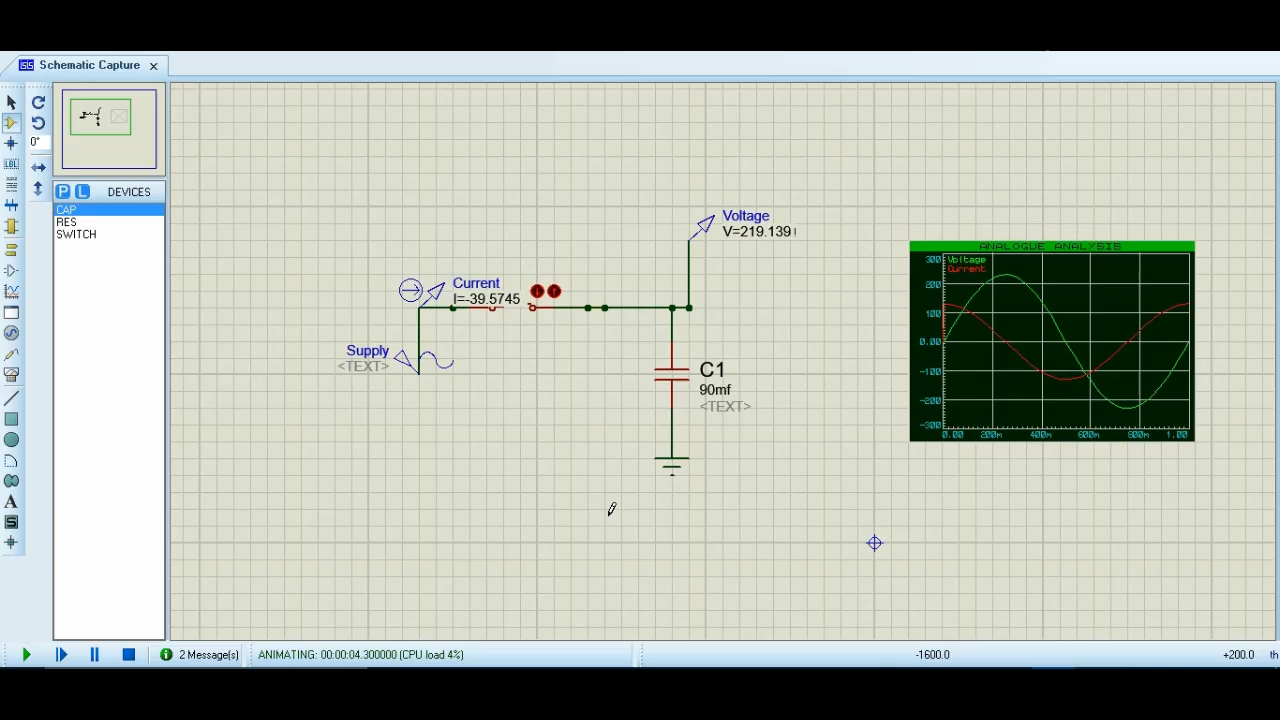 Schematic Capture
0°
LBL
P L DEVICES
CAP
RES
SWITCH
Voltage
V=219.139
Current
I=-39.5745
Supply
<TEXT>
C1
90mf
<TEXT>
ANALOGUE ANALYSIS
Voltage
Current
300
200
100
0.00
-100
-200
-300
0.00 200m 400m 600m 800m 1.00
A
S
2 Message(s)
ANIMATING: 00:00:04.300000 (CPU load 4%)
-1600.0
+200.0
th